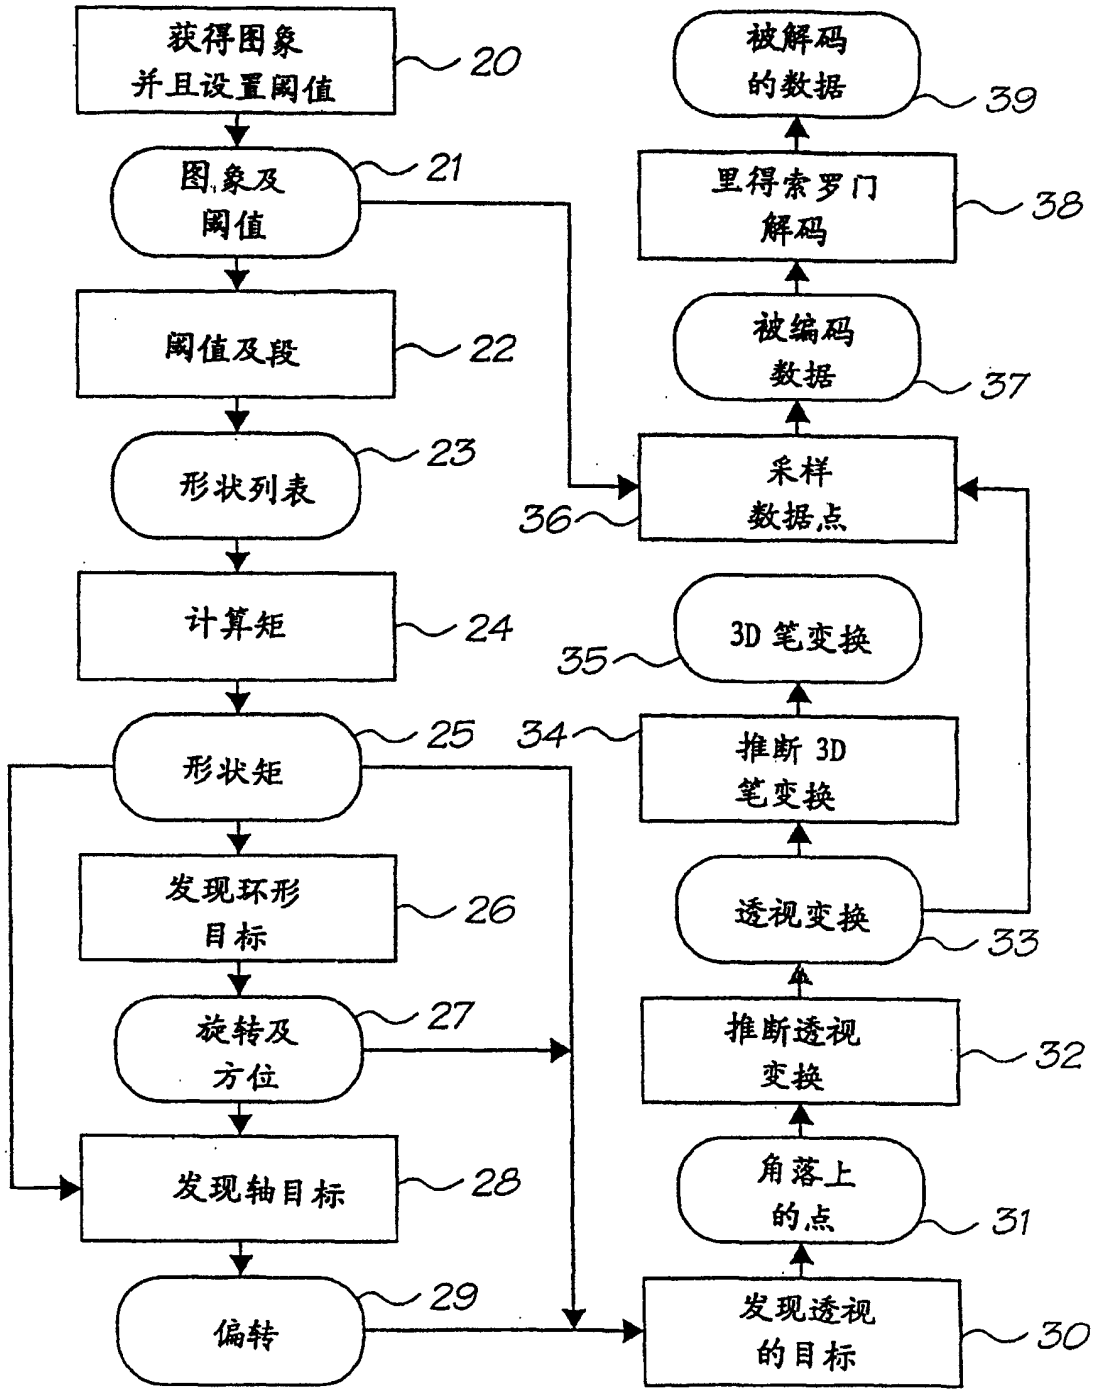 获得图象
并且设置阈值
20
图象及
阈值
21
阈值及段
22
形状列表
23
计算矩
24
形状矩
25
发现环形
目标
26
旋转及
方位
27
发现轴目标
28
偏转
29
被解码
的数据
39
里得索罗门
解码
38
被编码
数据
37
采样
数据点
36
3D 笔变换
35
推断 3D
笔变换
34
透视变换
33
推断透视
变换
32
角落上
的点
31
发现透视
的目标
30